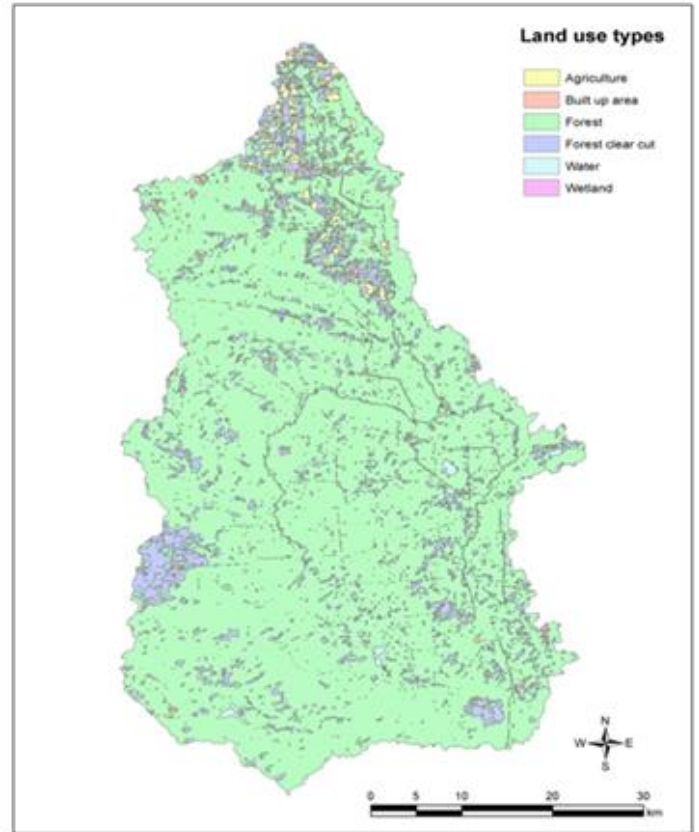 Land use types
Agriculture
Built up area
Forest
Forest clear cut
Water
Wetland
N
W E
S
0 5 10 20 30
km